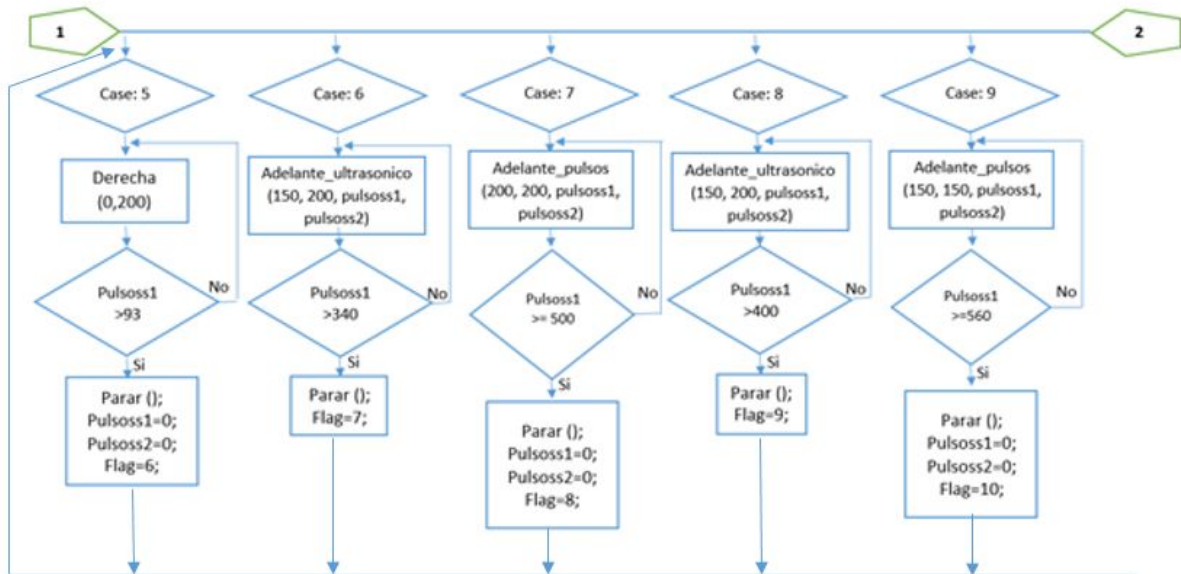 1
2
Case: 5
Derecha
(0,200)
Pulsoss1
>93
No
Si
Parar ();
Pulsoss1=0;
Pulsoss2=0;
Flag=6;
Case: 6
Adelante_ultrasonico
(150, 200, pulsoss1,
pulsoss2)
Pulsoss1
>340
No
Si
Parar ();
Flag=7;
Case: 7
Adelante_pulsos
(200, 200, pulsoss1,
pulsoss2)
Pulsoss1
>= 500
No
Si
Parar ();
Pulsoss1=0;
Pulsoss2=0;
Flag=8;
Case: 8
Adelante_ultrasonico
(150, 200, pulsoss1,
pulsoss2)
Pulsoss1
>400
No
Si
Parar ();
Flag=9;
Case: 9
Adelante_pulsos
(150, 150, pulsoss1,
pulsoss2)
Pulsoss1
>=560
No
Si
Parar ();
Pulsoss1=0;
Pulsoss2=0;
Flag=10;